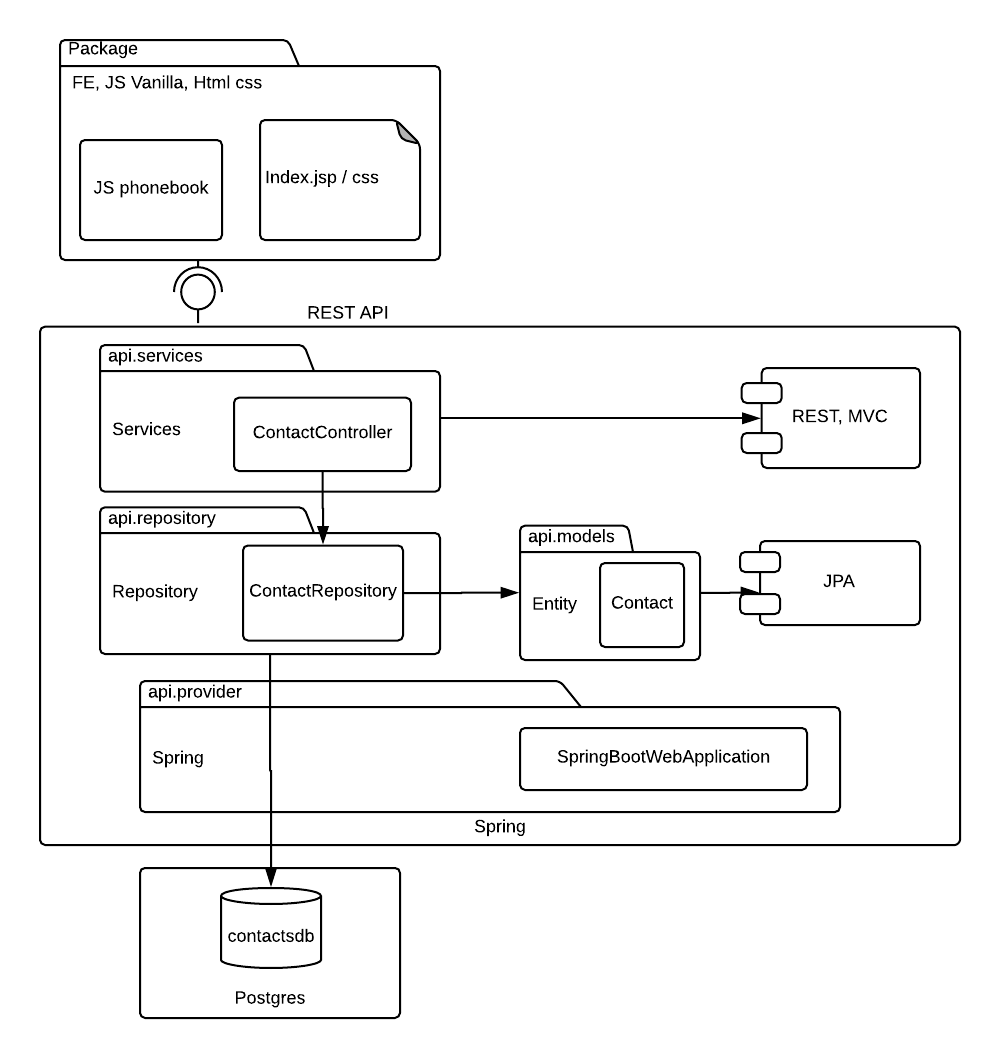 Package
FE, JS Vanilla, Html css
JS phonebook
Index.jsp / css
REST API
api.services
Services
ContactController
REST, MVC
api.repository
Repository
ContactRepository
api.models
Entity
Contact
JPA
api.provider
Spring
SpringBootWebApplication
Spring
contactsdb
Postgres